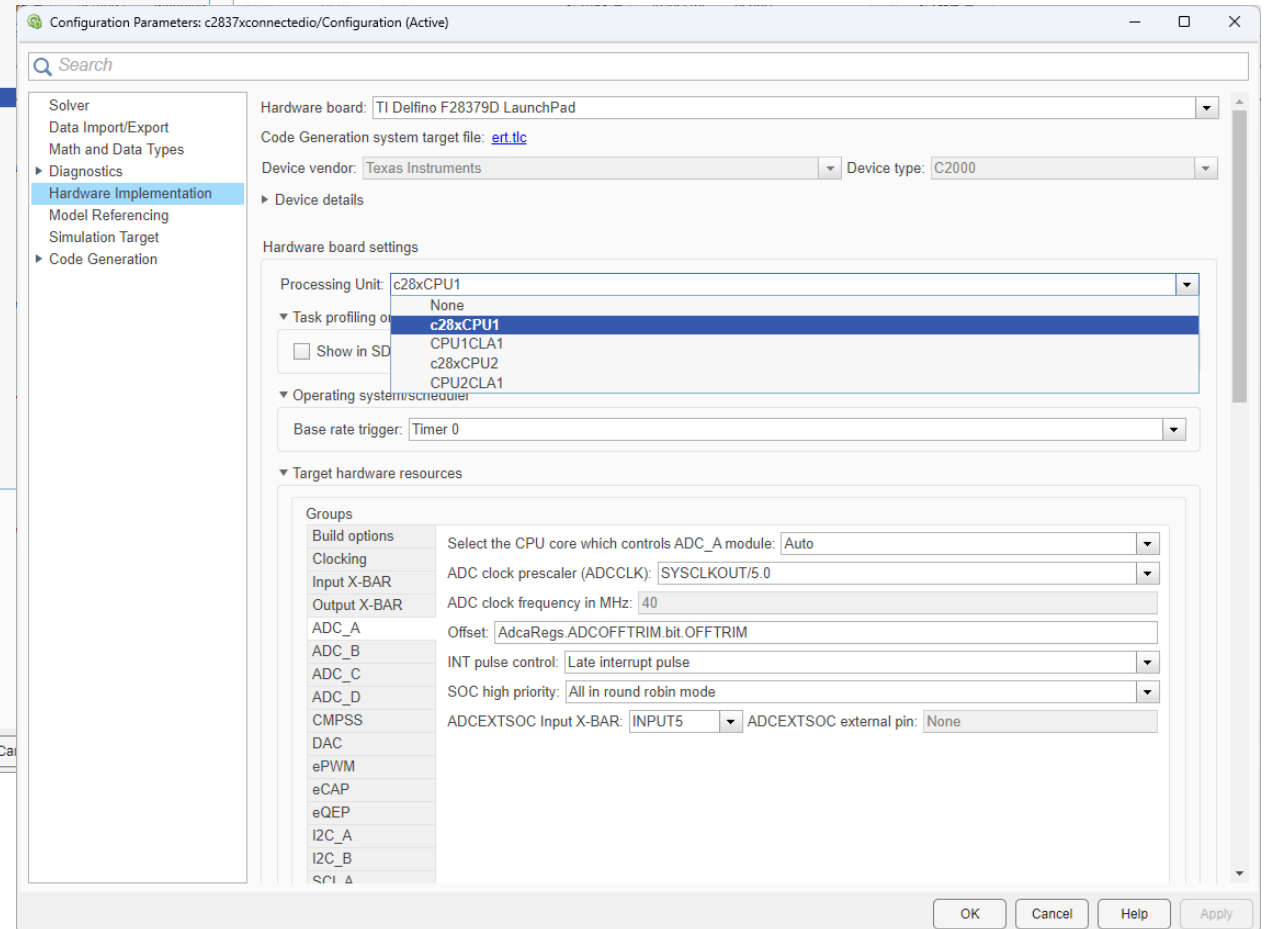 Configuration Parameters: c2837xconnectedio/Configuration (Active)
Search
Solver
Data Import/Export
Math and Data Types
Diagnostics
Hardware Implementation
Model Referencing
Simulation Target
Code Generation
Hardware board: TI Delfino F28379D LaunchPad
Code Generation system target file: ert.tlc
Device vendor: Texas Instruments Device type: C2000
Device details
Hardware board settings
Processing Unit: c28xCPU1
None
c28xCPU1
CPU1CLA1
c28xCPU2
CPU2CLA1
Task profiling
Show in SD
Operating system/scheduler
Base rate trigger: Timer 0
Target hardware resources
Groups
Build options
Clocking
Input X-BAR
Output X-BAR
ADC_A
ADC_B
ADC_C
ADC_D
CMPSS
DAC
ePWM
eCAP
eQEP
I2C_A
I2C_B
SCI_A
Select the CPU core which controls ADC_A module: Auto
ADC clock prescaler (ADCCLK): SYSCLKOUT/5.0
ADC clock frequency in MHz: 40
Offset: AdcaRegs.ADCOFFTRIM.bit.OFFTRIM
INT pulse control: Late interrupt pulse
SOC high priority: All in round robin mode
ADCEXTSOC Input X-BAR: INPUT5 ADCEXTSOC external pin: None
OK Cancel Help Apply